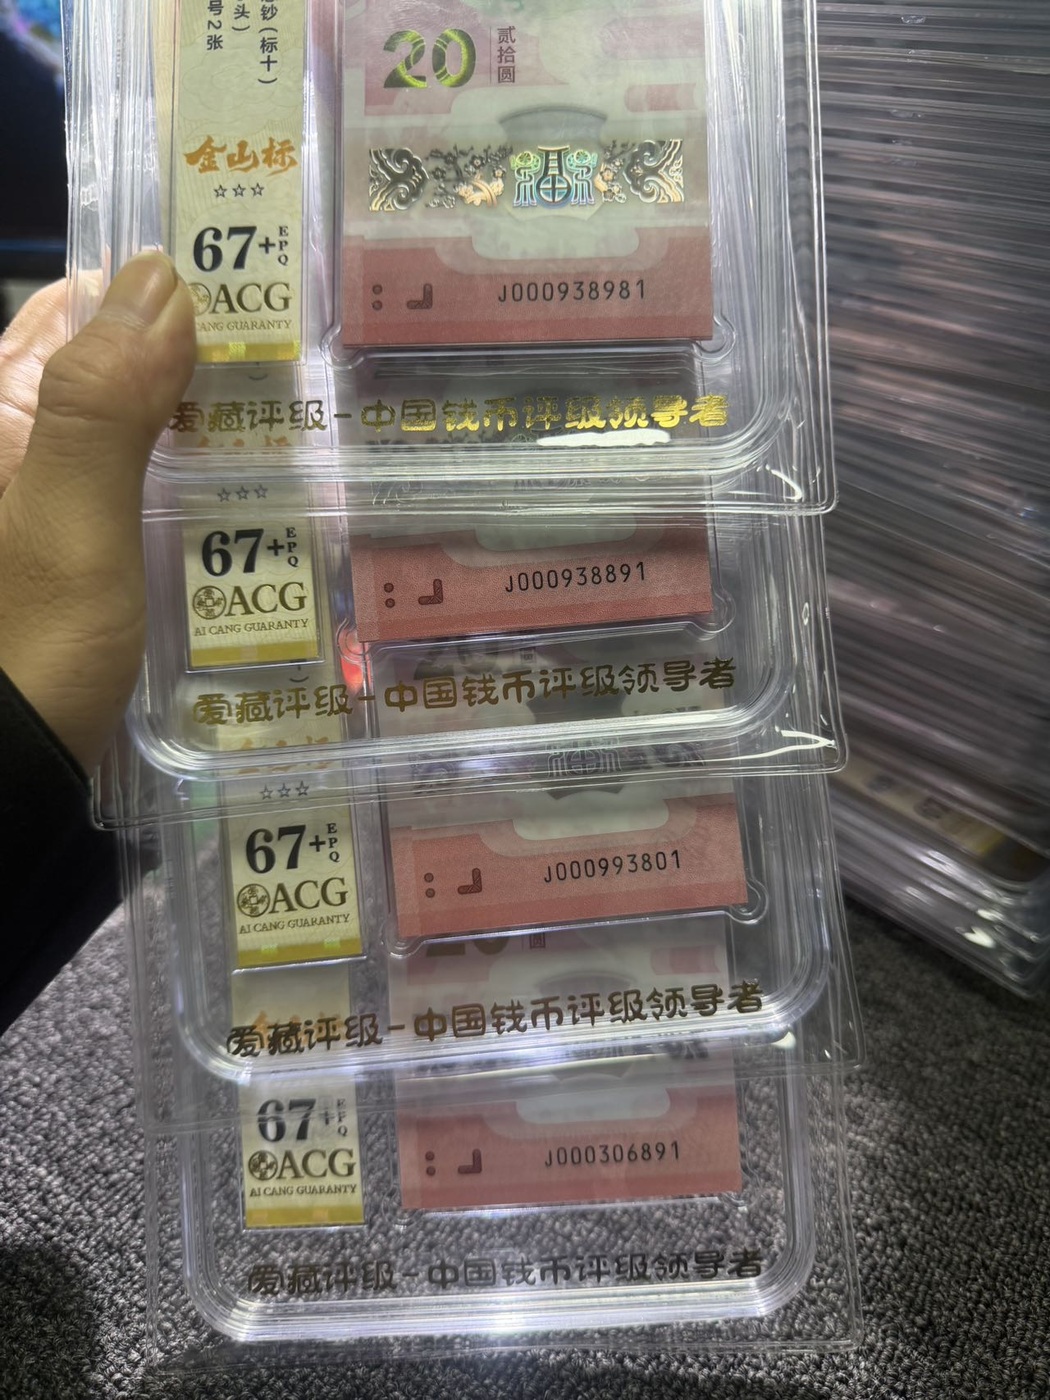 钞(标十
头)
号2张
20
贰拾圆
金山标
☆☆☆
67+EPQ
ACG
CANG GUARANTY
J000938981
爱藏评级-中国钱币评级领导者
☆☆☆
67+EPQ
ACG
AI CANG GUARANTY
J000938891
爱藏评级-中国钱币评级领导者
☆☆☆
67+EPQ
ACG
AI CANG GUARANTY
J000993801
爱藏评级-中国钱币评级领导者
67+EPQ
ACG
AI CANG GUARANTY
J000306891
爱藏评级-中国钱币评级领导者